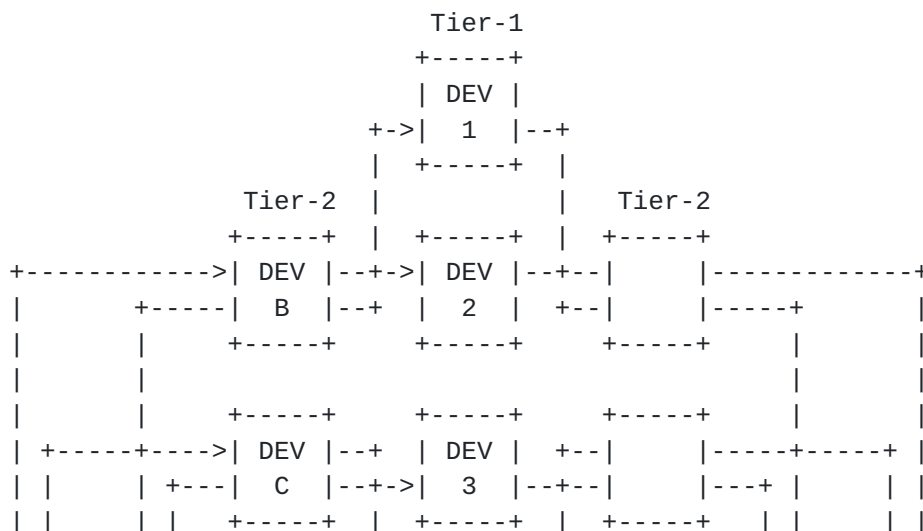 Tier-1
                          +-----+
                          | DEV |
                       +->|  1  |--+
                       |  +-----+  |
               Tier-2  |           |   Tier-2
              +-----+  |  +-----+  |  +-----+
+------------>| DEV |--+->| DEV |--+--|     |-------------+
|       +-----|  B  |--+  |  2  |  +--|     |-----+       |
|       |     +-----+     +-----+     +-----+     |       |
|       |                                         |       |
|       |     +-----+     +-----+     +-----+     |       |
| +-----+---->| DEV |--+  | DEV |  +--|     |-----+-----+ |
| |     | +---|  C  |--+->|  3  |--+--|     |---+ |     | |
| |     | |   +-----+  |  +-----+  |  +-----+   | |     | |